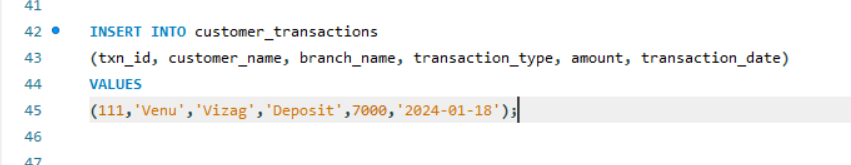 41
42 INSERT INTO customer_transactions
43 (txn_id, customer_name, branch_name, transaction_type, amount, transaction_date)
44 VALUES
45 (111,'Venu','Vizag','Deposit',7000,'2024-01-18');
46
47